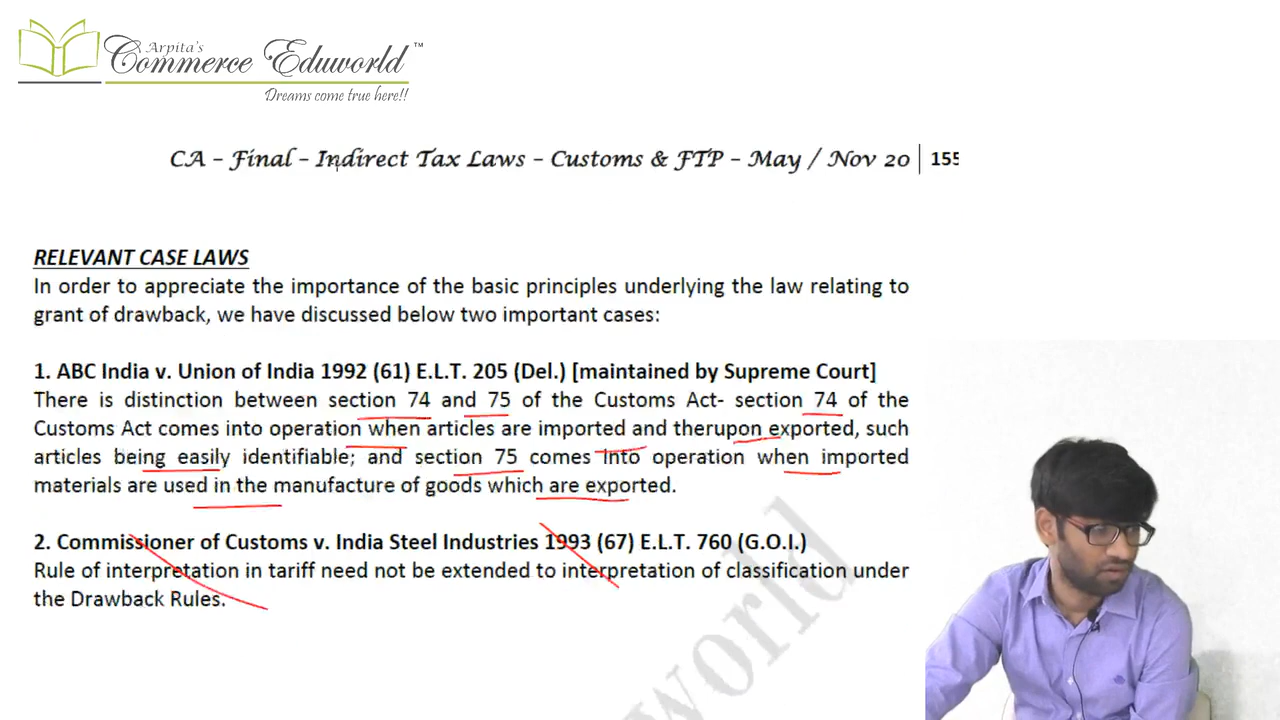 Arpita's
Commerce Eduworld™
Dreams come true here!!
CA – Final – Indirect Tax Laws – Customs & FTP – May / Nov 20 | 155
RELEVANT CASE LAWS
In order to appreciate the importance of the basic principles underlying the law relating to
grant of drawback, we have discussed below two important cases:
1. ABC India v. Union of India 1992 (61) E.L.T. 205 (Del.) [maintained by Supreme Court]
There is distinction between section 74 and 75 of the Customs Act- section 74 of the
Customs Act comes into operation when articles are imported and therupon exported, such
articles being easily identifiable; and section 75 comes into operation when imported
materials are used in the manufacture of goods which are exported.
2. Commissioner of Customs v. India Steel Industries 1993 (67) E.L.T. 760 (G.O.I.)
Rule of interpretation in tariff need not be extended to interpretation of classification under
the Drawback Rules.
world